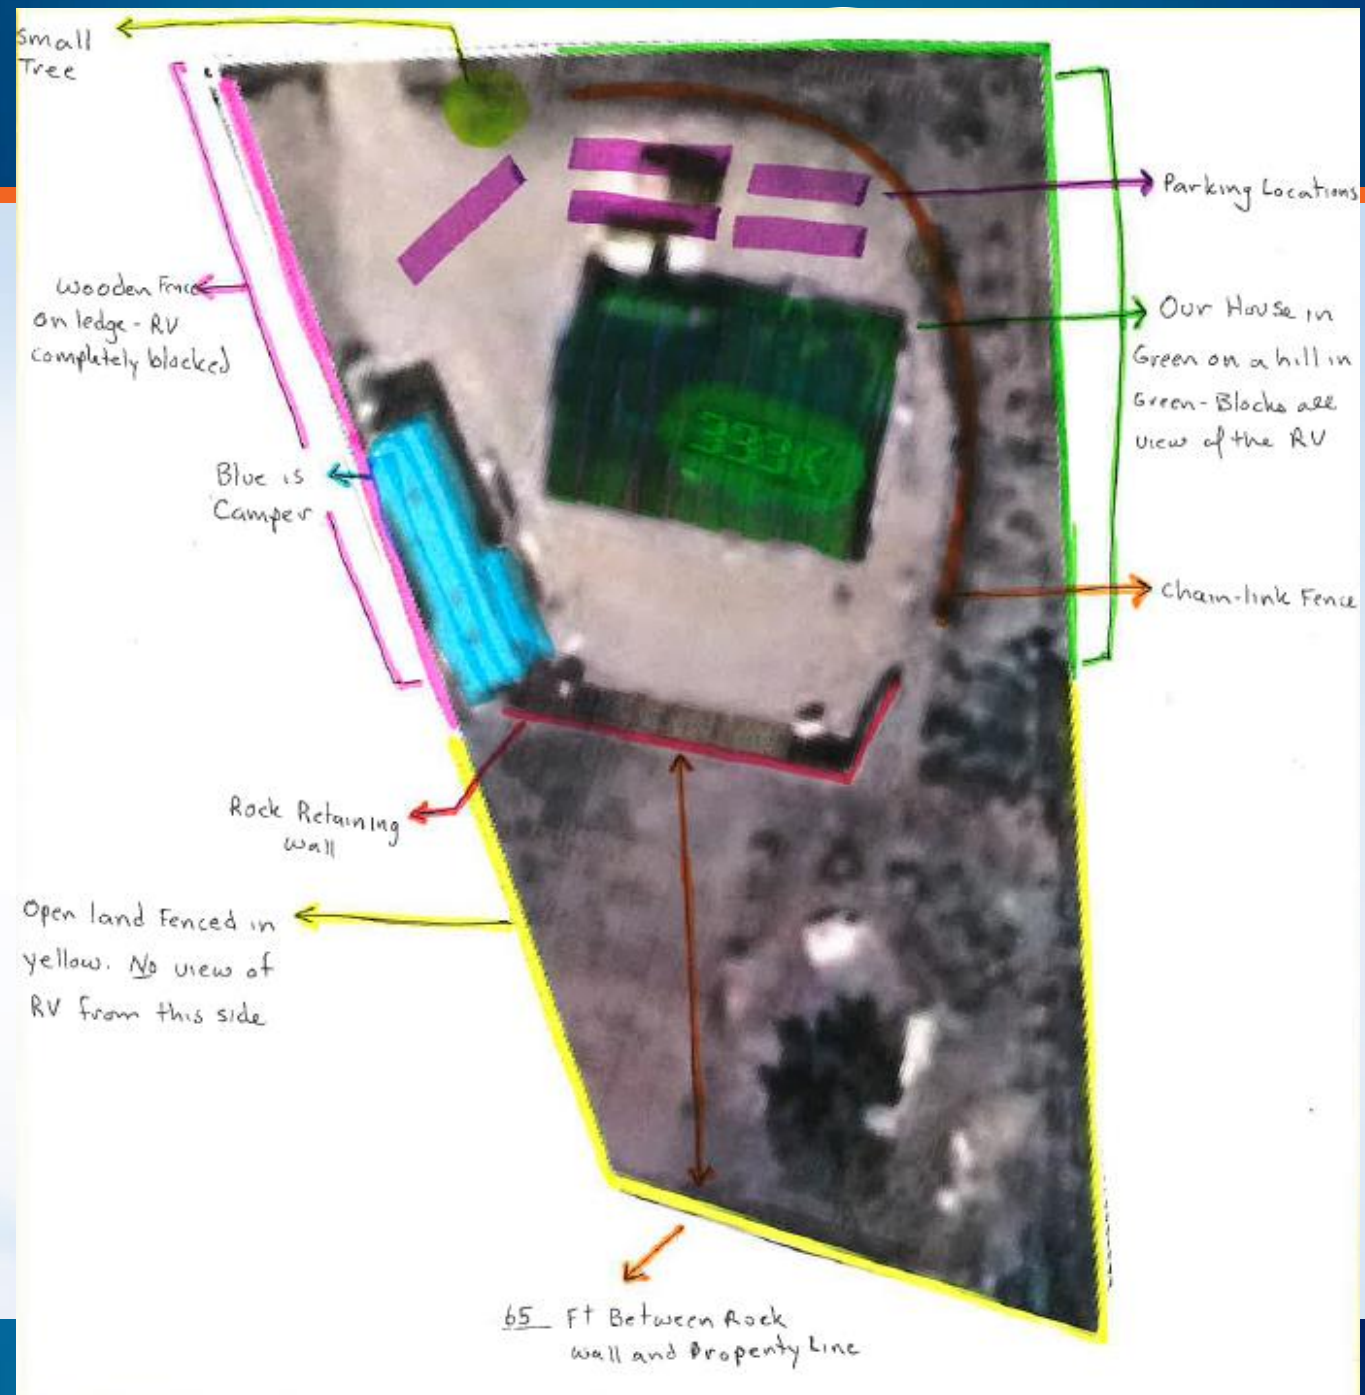 Small
Tree
Parking Locations
wooden Fence
on ledge - RV
completely blocked
Our House in
Green on a hill in
Green - Blocks all
view of the RV
333K
Blue is
Camper
Chain-link Fence
Rock Retaining
wall
Open land Fenced in
yellow. No view of
RV from this side
65 Ft Between Rock
wall and Property Line